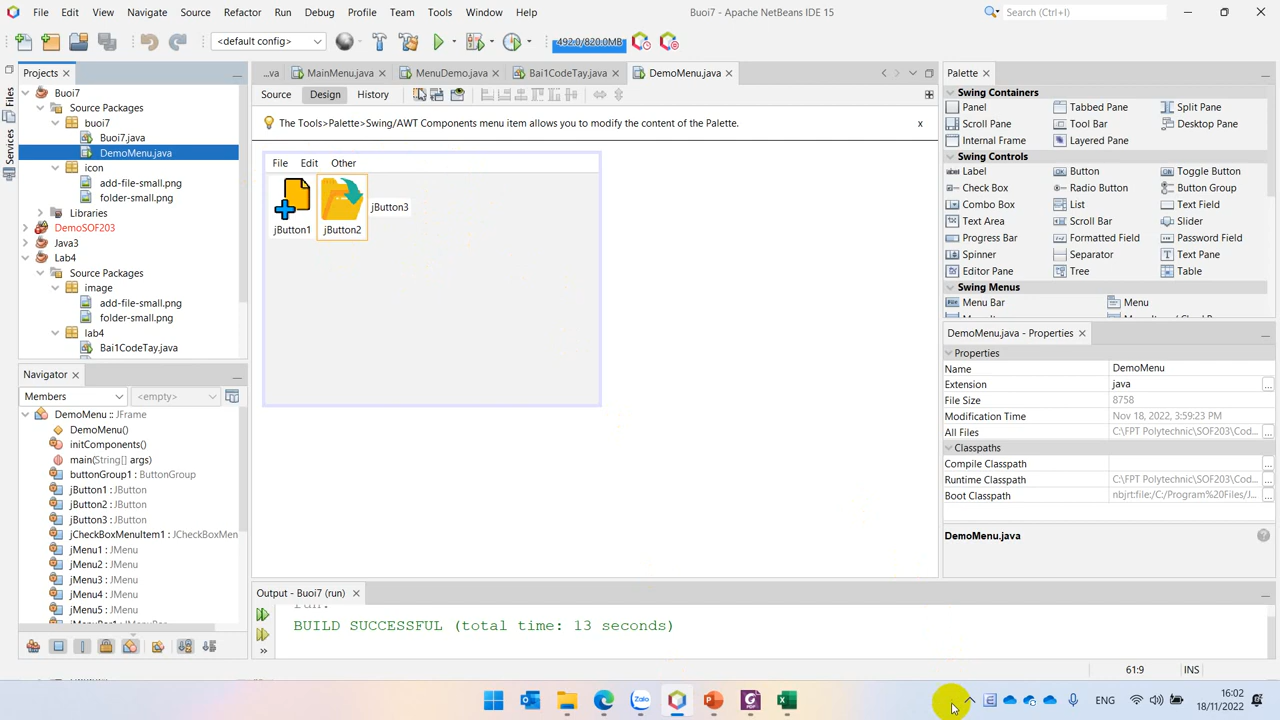 File Edit View Navigate Source Refactor Run Debug Profile Team Tools Window Help Buoi7 - Apache NetBeans IDE 15 Search (Ctrl+I)
<default config> 492.0/820.0MB
Projects
...va MainMenu.java MenuDemo.java Bai1CodeTay.java DemoMenu.java
Palette
Files
Services
Source Design History
The Tools>Palette>Swing/AWT Components menu item allows you to modify the content of the Palette. x
Buoi7
Source Packages
buoi7
Buoi7.java
DemoMenu.java
icon
add-file-small.png
folder-small.png
Libraries
DemoSOF203
Java3
Lab4
Source Packages
image
add-file-small.png
folder-small.png
lab4
Bai1CodeTay.java
File Edit Other
jButton3
jButton1 jButton2
Swing Containers
Panel Tabbed Pane Split Pane
Scroll Pane Tool Bar Desktop Pane
Internal Frame Layered Pane
Swing Controls
Label Button Toggle Button
Check Box Radio Button Button Group
Combo Box List Text Field
Text Area Scroll Bar Slider
Progress Bar Formatted Field Password Field
Spinner Separator Text Pane
Editor Pane Tree Table
Swing Menus
Menu Bar Menu
DemoMenu.java - Properties
Properties
Name DemoMenu
Extension java ...
File Size 8758
Modification Time Nov 18, 2022, 3:59:23 PM
All Files C:\FPT Polytechnic\SOF203\Cod... ...
Classpaths
Compile Classpath ...
Runtime Classpath C:\FPT Polytechnic\SOF203\Cod... ...
Boot Classpath nbjrt:file:/C:/Program%20Files/J... ...
DemoMenu.java
Navigator
Members <empty>
DemoMenu :: JFrame
DemoMenu()
initComponents()
main(String[] args)
buttonGroup1 : ButtonGroup
jButton1 : JButton
jButton2 : JButton
jButton3 : JButton
jCheckBoxMenuItem1 : JCheckBoxMen
jMenu1 : JMenu
jMenu2 : JMenu
jMenu3 : JMenu
jMenu4 : JMenu
jMenu5 : JMenu
Output - Buoi7 (run)
run:
BUILD SUCCESSFUL (total time: 13 seconds)
61:9 INS
Zalo ENG 16:02
18/11/2022